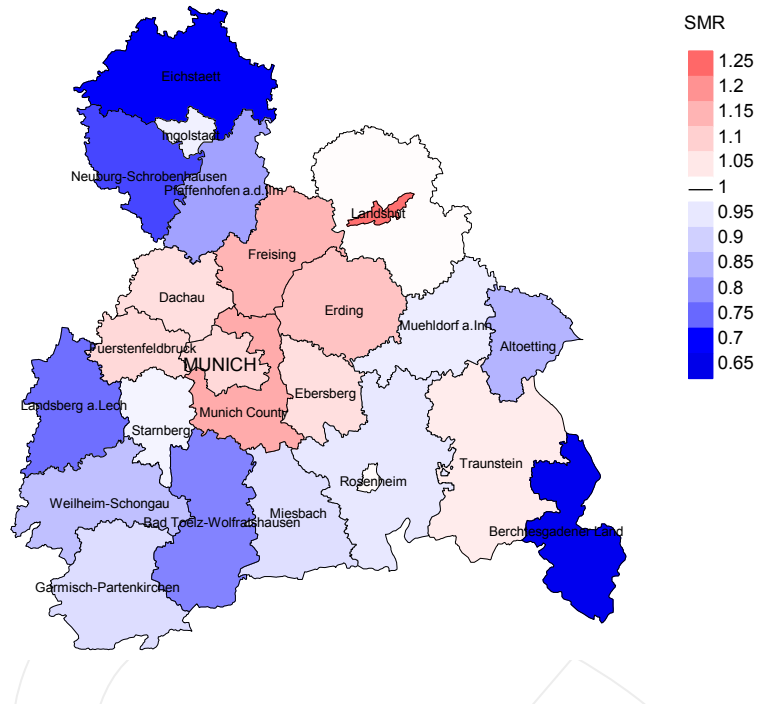 SMR
1.25
1.2
1.15
1.1
1.05
1
0.95
0.9
0.85
0.8
0.75
0.7
0.65
Eichstaett
Ingolstadt
Neuburg-Schrobenhausen
Pfaffenhofen a.d.Ilm
Landshut
Freising
Dachau
Erding
Muehldorf a.Inn
Fuerstenfeldbruck
Altoetting
MUNICH
Ebersberg
Landsberg a.Lech
Munich County
Starnberg
Traunstein
Rosenheim
Weilheim-Schongau
Miesbach
Bad Toelz-Wolfratshausen
Berchtesgadener Land
Garmisch-Partenkirchen